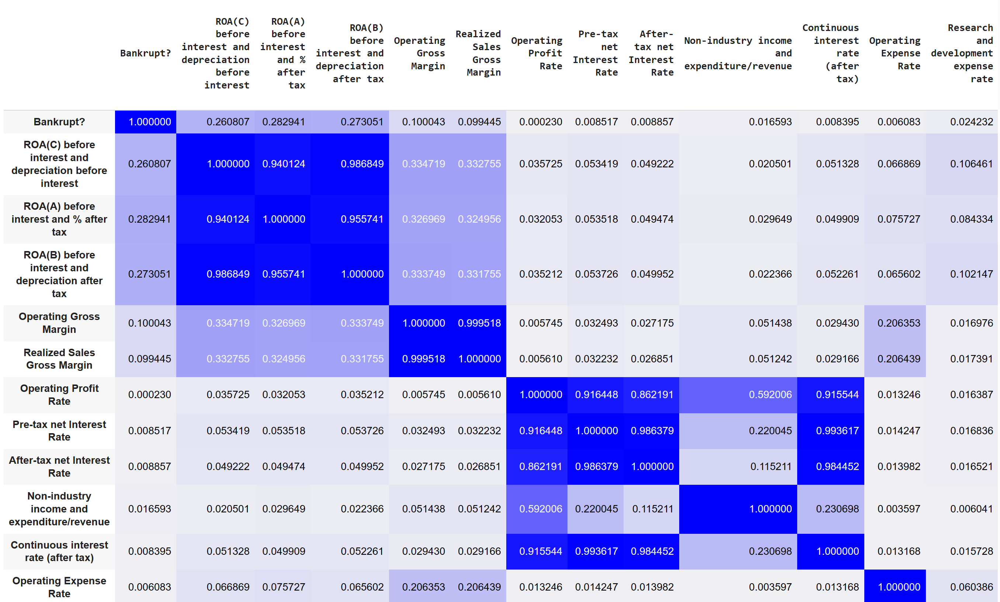 Bankrupt? ROA(C) before interest and depreciation before interest ROA(A) before interest and % after tax ROA(B) before interest and depreciation after tax Operating Gross Margin Realized Sales Gross Margin Operating Profit Rate Pre-tax net Interest Rate After-tax net Interest Rate Non-industry income and expenditure/revenue Continuous interest rate (after tax) Operating Expense Rate Research and development expense rate
Bankrupt? 1.000000 0.260807 0.282941 0.273051 0.100043 0.099445 0.000230 0.008517 0.008857 0.016593 0.008395 0.006083 0.024232
ROA(C) before interest and depreciation before interest 0.260807 1.000000 0.940124 0.986849 0.334719 0.332755 0.035725 0.053419 0.049222 0.020501 0.051328 0.066869 0.106461
ROA(A) before interest and % after tax 0.282941 0.940124 1.000000 0.955741 0.326969 0.324956 0.032053 0.053518 0.049474 0.029649 0.049909 0.075727 0.084334
ROA(B) before interest and depreciation after tax 0.273051 0.986849 0.955741 1.000000 0.333749 0.331755 0.035212 0.053726 0.049952 0.022366 0.052261 0.065602 0.102147
Operating Gross Margin 0.100043 0.334719 0.326969 0.333749 1.000000 0.999518 0.005745 0.032493 0.027175 0.051438 0.029430 0.206353 0.016976
Realized Sales Gross Margin 0.099445 0.332755 0.324956 0.331755 0.999518 1.000000 0.005610 0.032232 0.026851 0.051242 0.029166 0.206439 0.017391
Operating Profit Rate 0.000230 0.035725 0.032053 0.035212 0.005745 0.005610 1.000000 0.916448 0.862191 0.592006 0.915544 0.013246 0.016387
Pre-tax net Interest Rate 0.008517 0.053419 0.053518 0.053726 0.032493 0.032232 0.916448 1.000000 0.986379 0.220045 0.993617 0.014247 0.016836
After-tax net Interest Rate 0.008857 0.049222 0.049474 0.049952 0.027175 0.026851 0.862191 0.986379 1.000000 0.115211 0.984452 0.013982 0.016521
Non-industry income and expenditure/revenue 0.016593 0.020501 0.029649 0.022366 0.051438 0.051242 0.592006 0.220045 0.115211 1.000000 0.230698 0.003597 0.006041
Continuous interest rate (after tax) 0.008395 0.051328 0.049909 0.052261 0.029430 0.029166 0.915544 0.993617 0.984452 0.230698 1.000000 0.013168 0.015728
Operating Expense Rate 0.006083 0.066869 0.075727 0.065602 0.206353 0.206439 0.013246 0.014247 0.013982 0.003597 0.013168 1.000000 0.060386